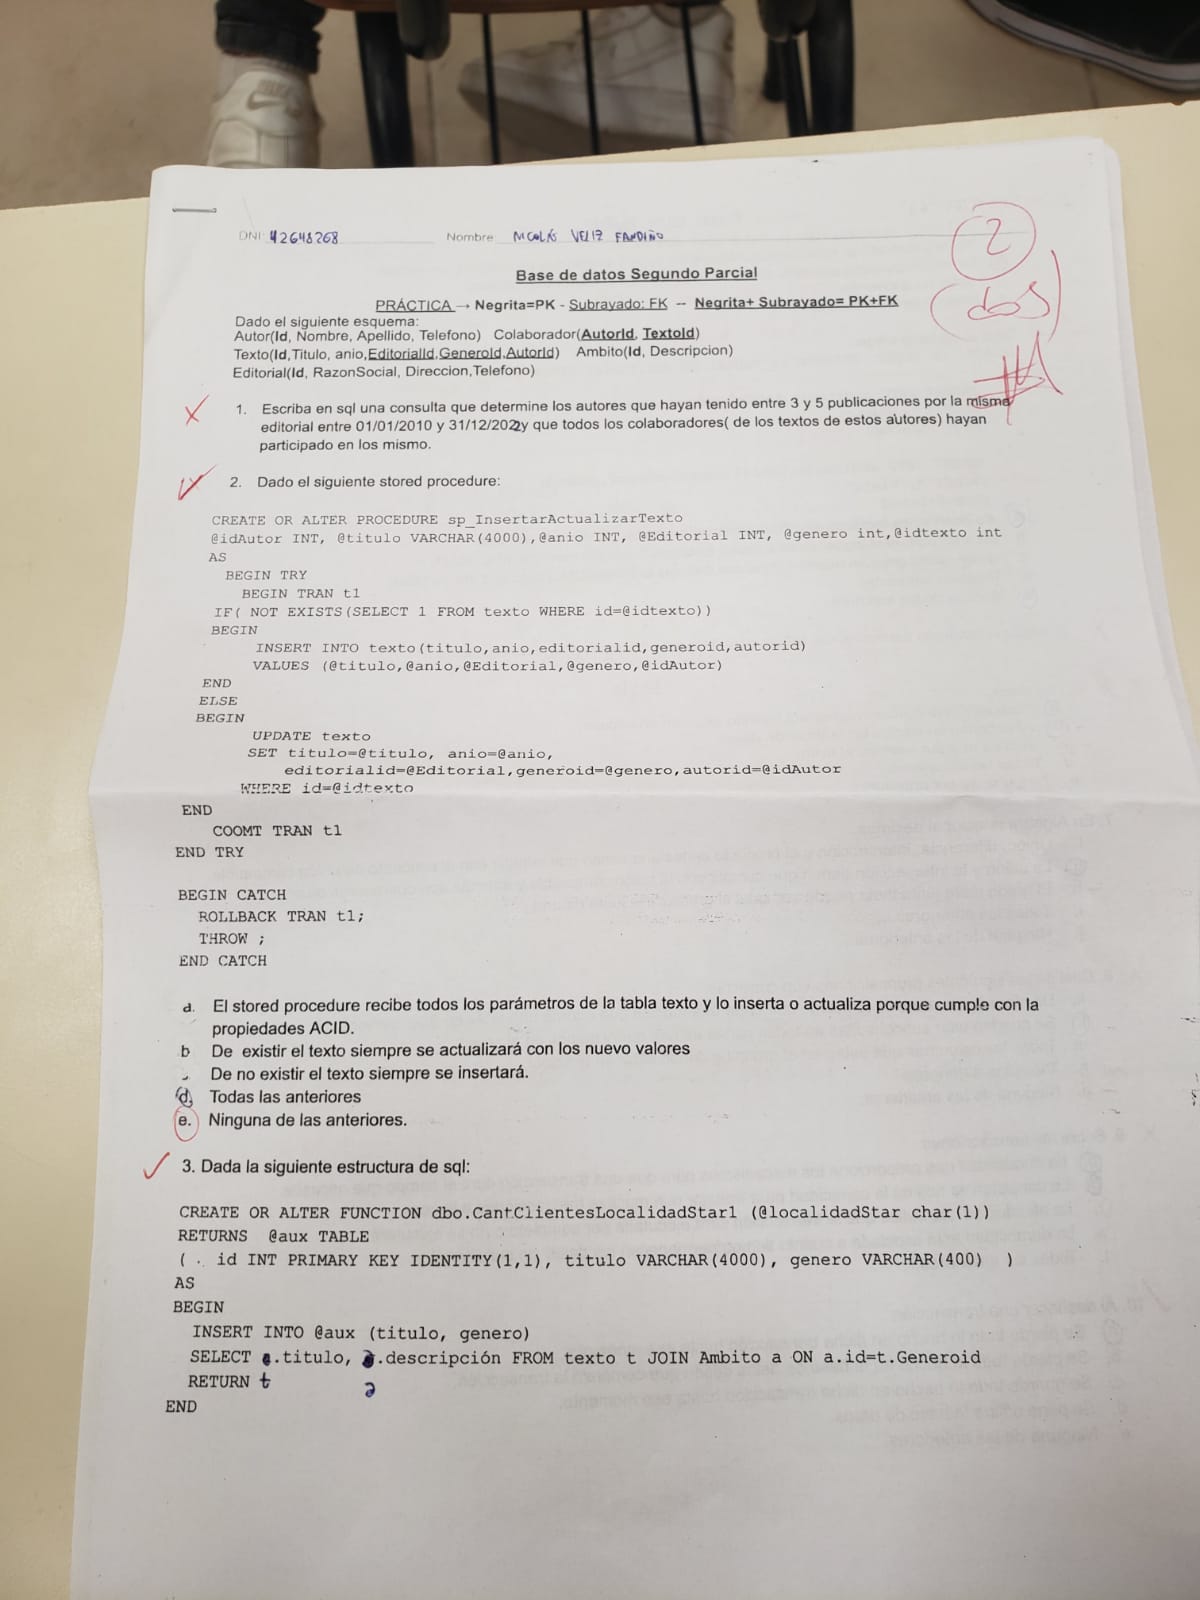 DNI: 42648268 Nombre NICOLÁS VELIZ FANDIÑO
2
(dos)
Base de datos Segundo Parcial
PRÁCTICA → Negrita=PK - Subrayado: FK -- Negrita+ Subrayado= PK+FK
Dado el siguiente esquema:
Autor(Id, Nombre, Apellido, Telefono) Colaborador(AutorId, TextoId)
Texto(Id,Titulo, anio,EditorialId,GeneroId,AutorId) Ambito(Id, Descripcion)
Editorial(Id, RazonSocial, Direccion,Telefono)
1. Escriba en sql una consulta que determine los autores que hayan tenido entre 3 y 5 publicaciones por la misma
editorial entre 01/01/2010 y 31/12/2022y que todos los colaboradores( de los textos de estos autores) hayan
participado en los mismo.
2. Dado el siguiente stored procedure:
CREATE OR ALTER PROCEDURE sp_InsertarActualizarTexto
@idAutor INT, @titulo VARCHAR(4000),@anio INT, @Editorial INT, @genero int,@idtexto int
AS
BEGIN TRY
BEGIN TRAN t1
IF( NOT EXISTS(SELECT 1 FROM texto WHERE id=@idtexto))
BEGIN
INSERT INTO texto(titulo,anio,editorialid,generoid,autorid)
VALUES (@titulo,@anio,@Editorial,@genero,@idAutor)
END
ELSE
BEGIN
UPDATE texto
SET titulo=@titulo, anio=@anio,
editorialid=@Editorial,generoid=@genero,autorid=@idAutor
WHERE id=@idtexto
END
COOMT TRAN t1
END TRY
BEGIN CATCH
ROLLBACK TRAN t1;
THROW ;
END CATCH
a. El stored procedure recibe todos los parámetros de la tabla texto y lo inserta o actualiza porque cumple con la
propiedades ACID.
b De existir el texto siempre se actualizará con los nuevo valores
De no existir el texto siempre se insertará.
d. Todas las anteriores
e. Ninguna de las anteriores.
3. Dada la siguiente estructura de sql:
CREATE OR ALTER FUNCTION dbo.CantClientesLocalidadStar1 (@localidadStar char(1))
RETURNS @aux TABLE
( . id INT PRIMARY KEY IDENTITY(1,1), titulo VARCHAR(4000), genero VARCHAR(400) )
AS
BEGIN
INSERT INTO @aux (titulo, genero)
SELECT .titulo, .descripción FROM texto t JOIN Ambito a ON a.id=t.Generoid
RETURN t a
END